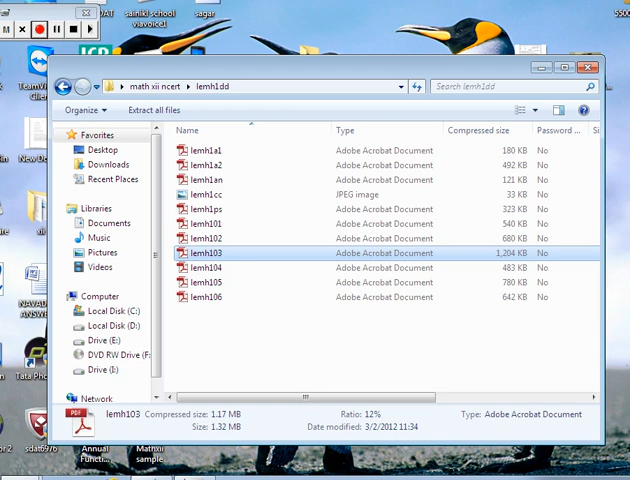 DAT
sainiki school
viavoice1
sagar
5500
M
TeamVi
Clien
math xii ncert
lemh1dd
Search lemh1dd
Organize
Extract all files
Name
Type
Compressed size
Password ...
Favorites
Desktop
Downloads
Recent Places
Libraries
Documents
Music
Pictures
Videos
Computer
Local Disk (C:)
Local Disk (D:)
Drive (E:)
DVD RW Drive (F:
Drive (I:)
Network
lemh1a1 Adobe Acrobat Document 180 KB No
lemh1a2 Adobe Acrobat Document 492 KB No
lemh1an Adobe Acrobat Document 121 KB No
lemh1cc JPEG image 33 KB No
lemh1ps Adobe Acrobat Document 323 KB No
lemh101 Adobe Acrobat Document 540 KB No
lemh102 Adobe Acrobat Document 680 KB No
lemh103 Adobe Acrobat Document 1,204 KB No
lemh104 Adobe Acrobat Document 483 KB No
lemh105 Adobe Acrobat Document 780 KB No
lemh106 Adobe Acrobat Document 642 KB No
PDF
lemh103 Compressed size: 1.17 MB Ratio: 12% Type: Adobe Acrobat Document
Size: 1.32 MB Date modified: 3/2/2012 11:34
New De
NAVAD
ANSWE
Tata Pho
sdat6976
Annual
Functi...
Mathxii
sample